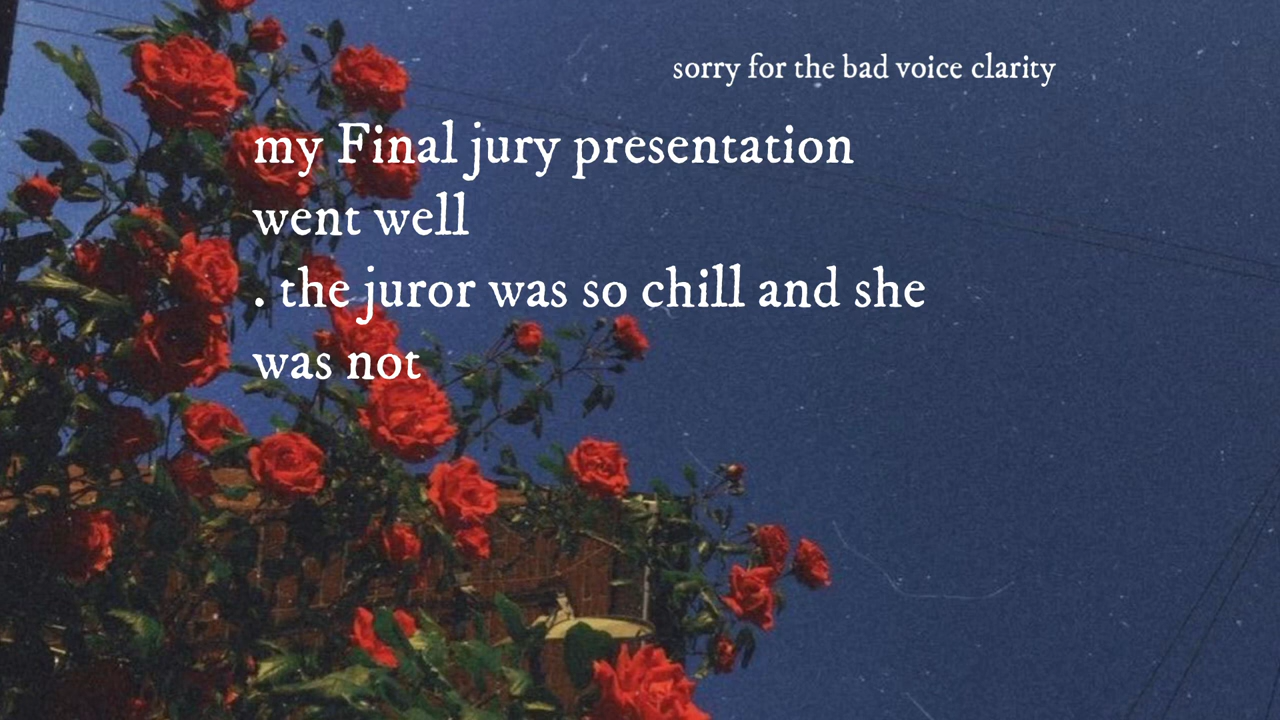 sorry for the bad voice clarity
my Final jury presentation
went well
. the juror was so chill and she
was not